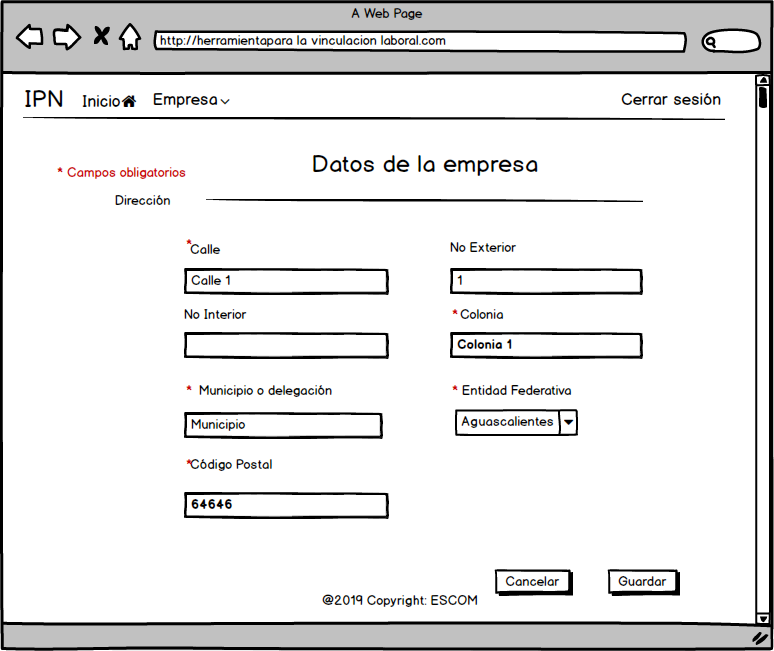 A Web Page
http://herramientapara la vinculacion laboral.com
IPN Inicio Empresa Cerrar sesión
Datos de la empresa
* Campos obligatorios
Dirección
*Calle No Exterior
Calle 1 1
No Interior * Colonia
Colonia 1
* Municipio o delegación * Entidad Federativa
Municipio Aguascalientes
*Código Postal
64646
Cancelar Guardar
@2019 Copyright: ESCOM